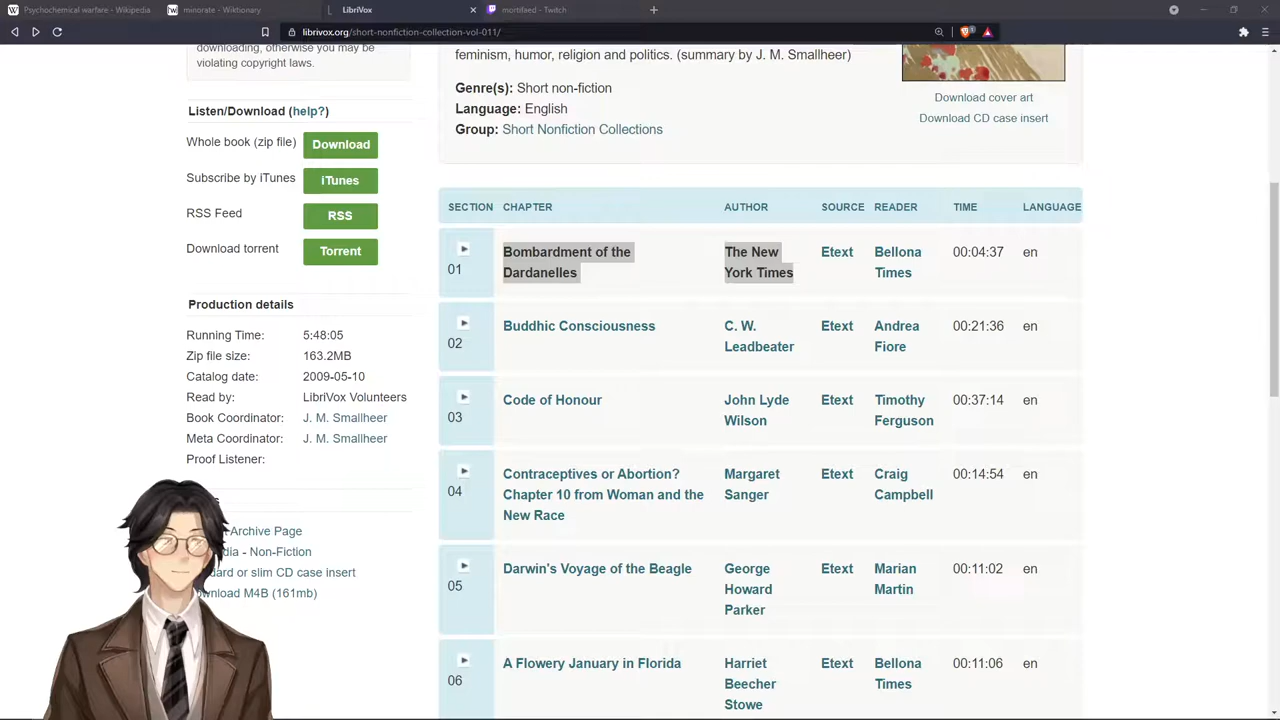 Psychochemical warfare - Wikipedia
minorate - Wiktionary
LibriVox
mortifaed - Twitch
librivox.org/short-nonfiction-collection-vol-011/
downloading, otherwise you may be
violating copyright laws.
Listen/Download (help?)
Whole book (zip file) Download
Subscribe by iTunes iTunes
RSS Feed RSS
Download torrent Torrent
Production details
Running Time: 5:48:05
Zip file size: 163.2MB
Catalog date: 2009-05-10
Read by: LibriVox Volunteers
Book Coordinator: J. M. Smallheer
Meta Coordinator: J. M. Smallheer
Proof Listener:
Archive Page
- Non-Fiction
or slim CD case insert
M4B (161mb)
feminism, humor, religion and politics. (summary by J. M. Smallheer)
Genre(s): Short non-fiction
Language: English
Group: Short Nonfiction Collections
Download cover art
Download CD case insert
SECTION CHAPTER AUTHOR SOURCE READER TIME LANGUAGE
01 Bombardment of the The New Etext Bellona 00:04:37 en
Dardanelles York Times Times
02 Buddhic Consciousness C. W. Etext Andrea 00:21:36 en
Leadbeater Fiore
03 Code of Honour John Lyde Etext Timothy 00:37:14 en
Wilson Ferguson
04 Contraceptives or Abortion? Margaret Etext Craig 00:14:54 en
Chapter 10 from Woman and the Sanger Campbell
New Race
05 Darwin's Voyage of the Beagle George Etext Marian 00:11:02 en
Howard Martin
Parker
06 A Flowery January in Florida Harriet Etext Bellona 00:11:06 en
Beecher Times
Stowe